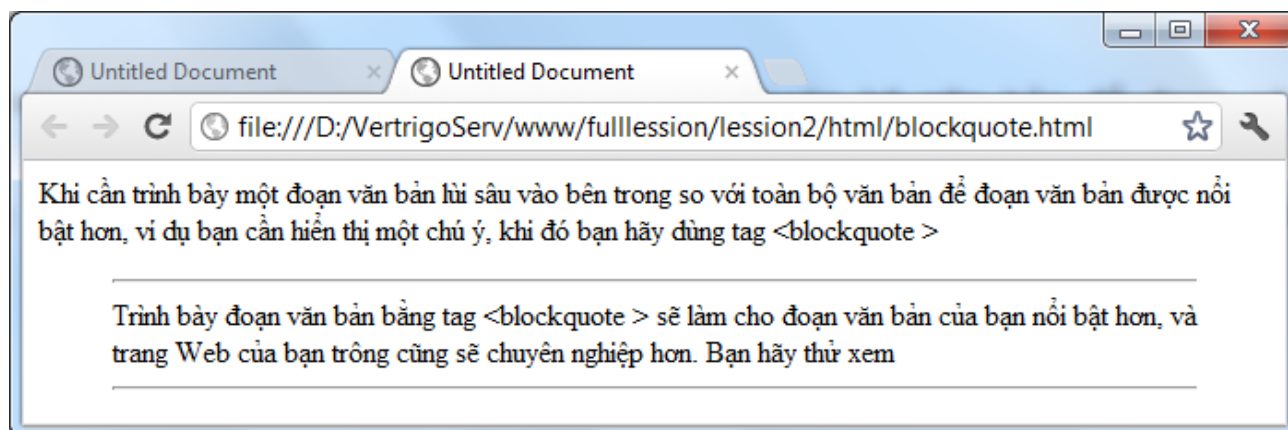 Untitled Document
Untitled Document
file:///D:/VertrigoServ/www/fulllession/lession2/html/blockquote.html
Khi cần trình bày một đoạn văn bản lùi sâu vào bên trong so với toàn bộ văn bản để đoạn văn bản được nổi
bật hơn, ví dụ bạn cần hiển thị một chú ý, khi đó bạn hãy dùng tag <blockquote >
Trình bày đoạn văn bản bằng tag <blockquote > sẽ làm cho đoạn văn bản của bạn nổi bật hơn, và
trang Web của bạn trông cũng sẽ chuyên nghiệp hơn. Bạn hãy thử xem